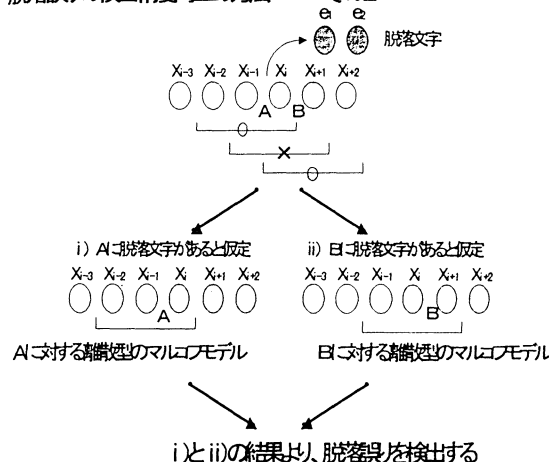 e₁ e₂
脱落文字
Xi-3 Xi-2 Xi-1 Xi Xi+1 Xi+2
A B
○
×
○
i) Aに脱落文字があると仮定
ii) Bに脱落文字があると仮定
Xi-3 Xi-2 Xi-1 Xi Xi+1 Xi+2
Xi-3 Xi-2 Xi-1 Xi Xi+1 Xi+2
A
B
Aに対する離散型のマルコフモデル
Bに対する離散型のマルコフモデル
i)とii)の結果より、脱落誤りを検出する